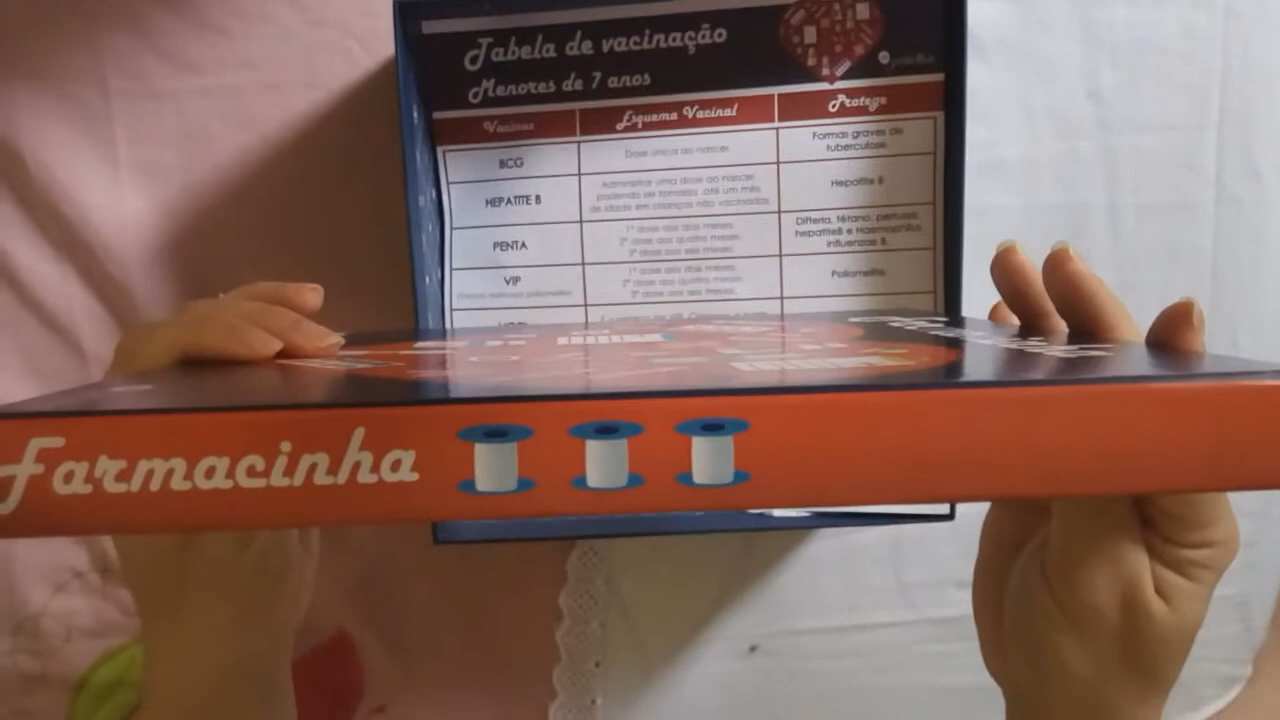 Tabela de vacinação
Menores de 7 anos
Vacinas
Esquema Vacinal
Protege
BCG
Dose única ao nascer
Formas graves de
tuberculose
HEPATITE B
Administrar uma dose ao nascer,
podendo ser tomada até um mês
de idade em crianças não vacinadas.
Hepatite B
PENTA
1ª dose aos dois meses;
2ª dose aos quatro meses;
3ª dose aos seis meses;
Difteria, tétano, pertussis,
hepatiteB e Haemophilus
influenzae B
VIP
1ª dose aos dois meses;
2ª dose aos quatro meses;
3ª dose aos seis meses;
Poliomelite
Farmacinha